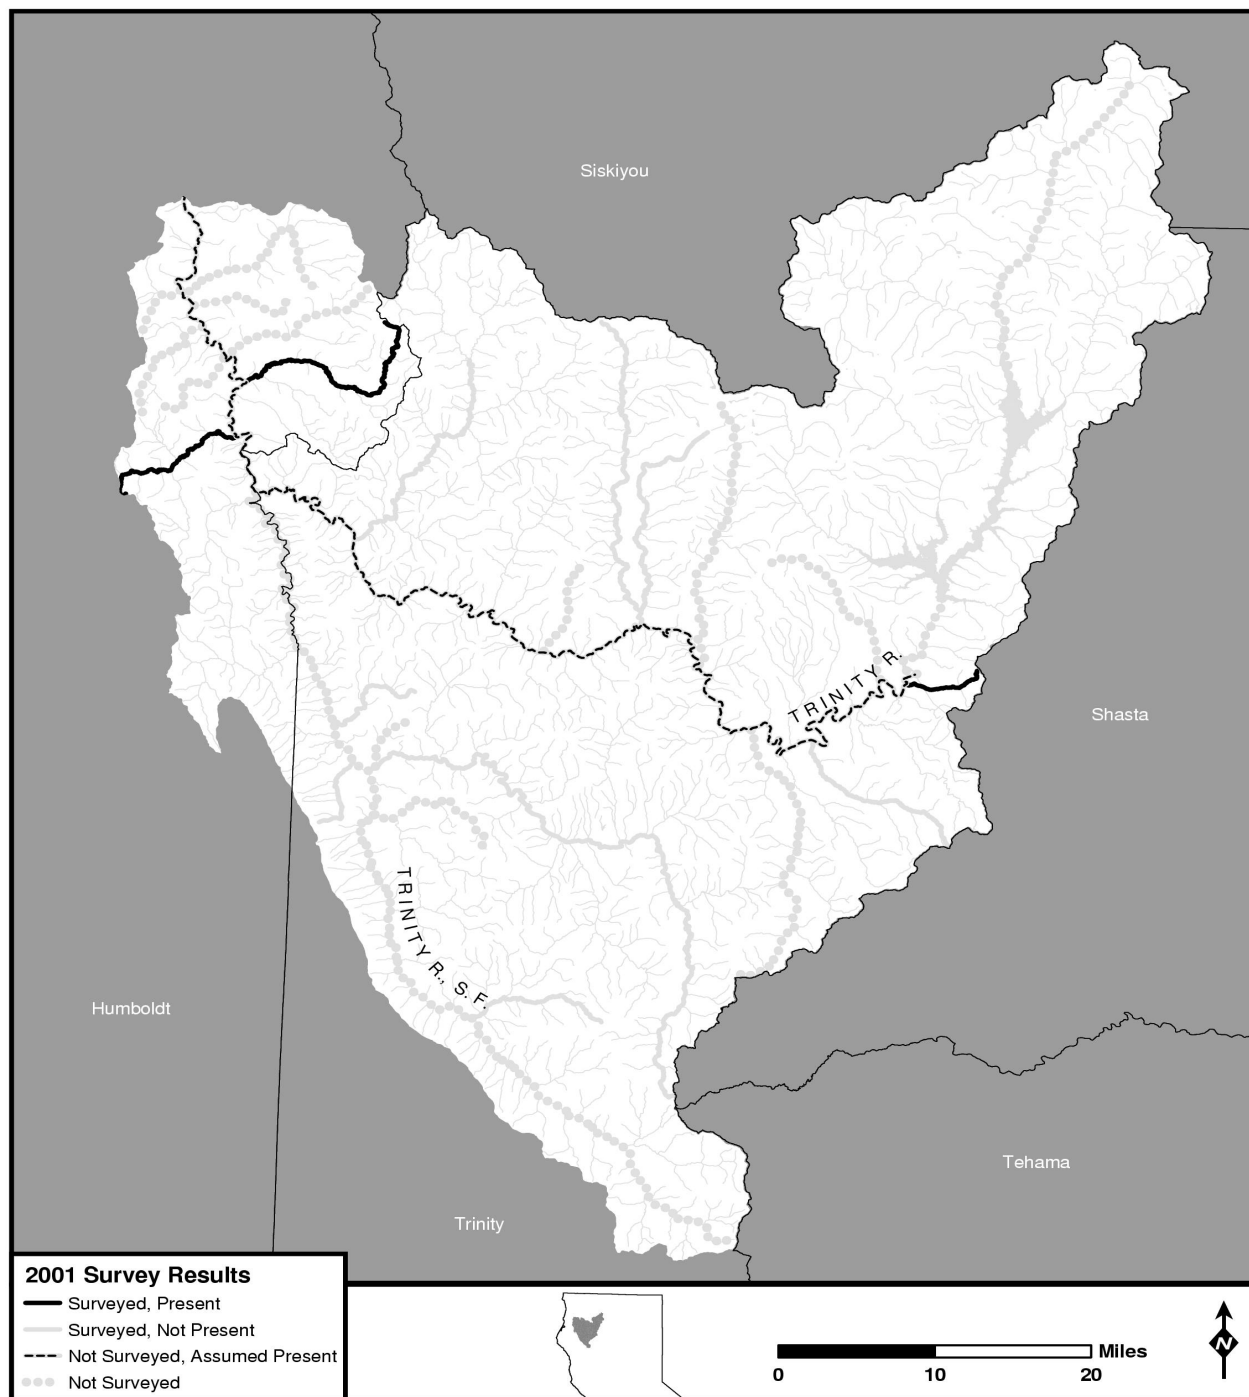 Siskiyou
TRINITY R.
Shasta
TRINITY R., S. F.
Humboldt
Tehama
Trinity
2001 Survey Results
Surveyed, Present
Surveyed, Not Present
Not Surveyed, Assumed Present
Not Surveyed
Miles
0 10 20
N